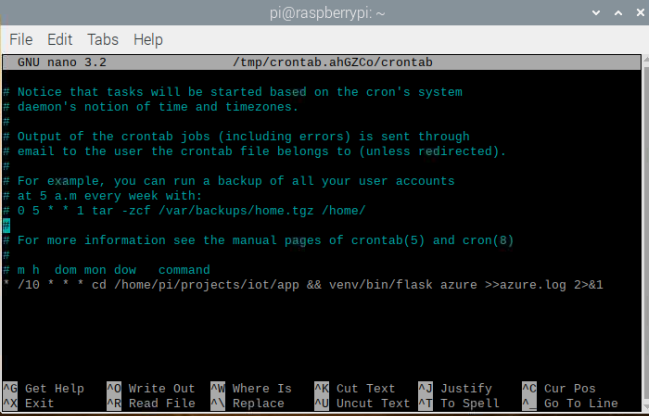 pi@raspberrypi: ~
File Edit Tabs Help
GNU nano 3.2 /tmp/crontab.ahGZCo/crontab
# Notice that tasks will be started based on the cron's system
# daemon's notion of time and timezones.
#
# Output of the crontab jobs (including errors) is sent through
# email to the user the crontab file belongs to (unless redirected).
#
# For example, you can run a backup of all your user accounts
# at 5 a.m every week with:
# 0 5 * * 1 tar -zcf /var/backups/home.tgz /home/
#
# For more information see the manual pages of crontab(5) and cron(8)
#
# m h  dom mon dow   command
* /10 * * * cd /home/pi/projects/iot/app && venv/bin/flask azure >>azure.log 2>&1
^G Get Help ^O Write Out ^W Where Is ^K Cut Text ^J Justify ^C Cur Pos
^X Exit ^R Read File ^\ Replace ^U Uncut Text ^T To Spell ^_ Go To Line